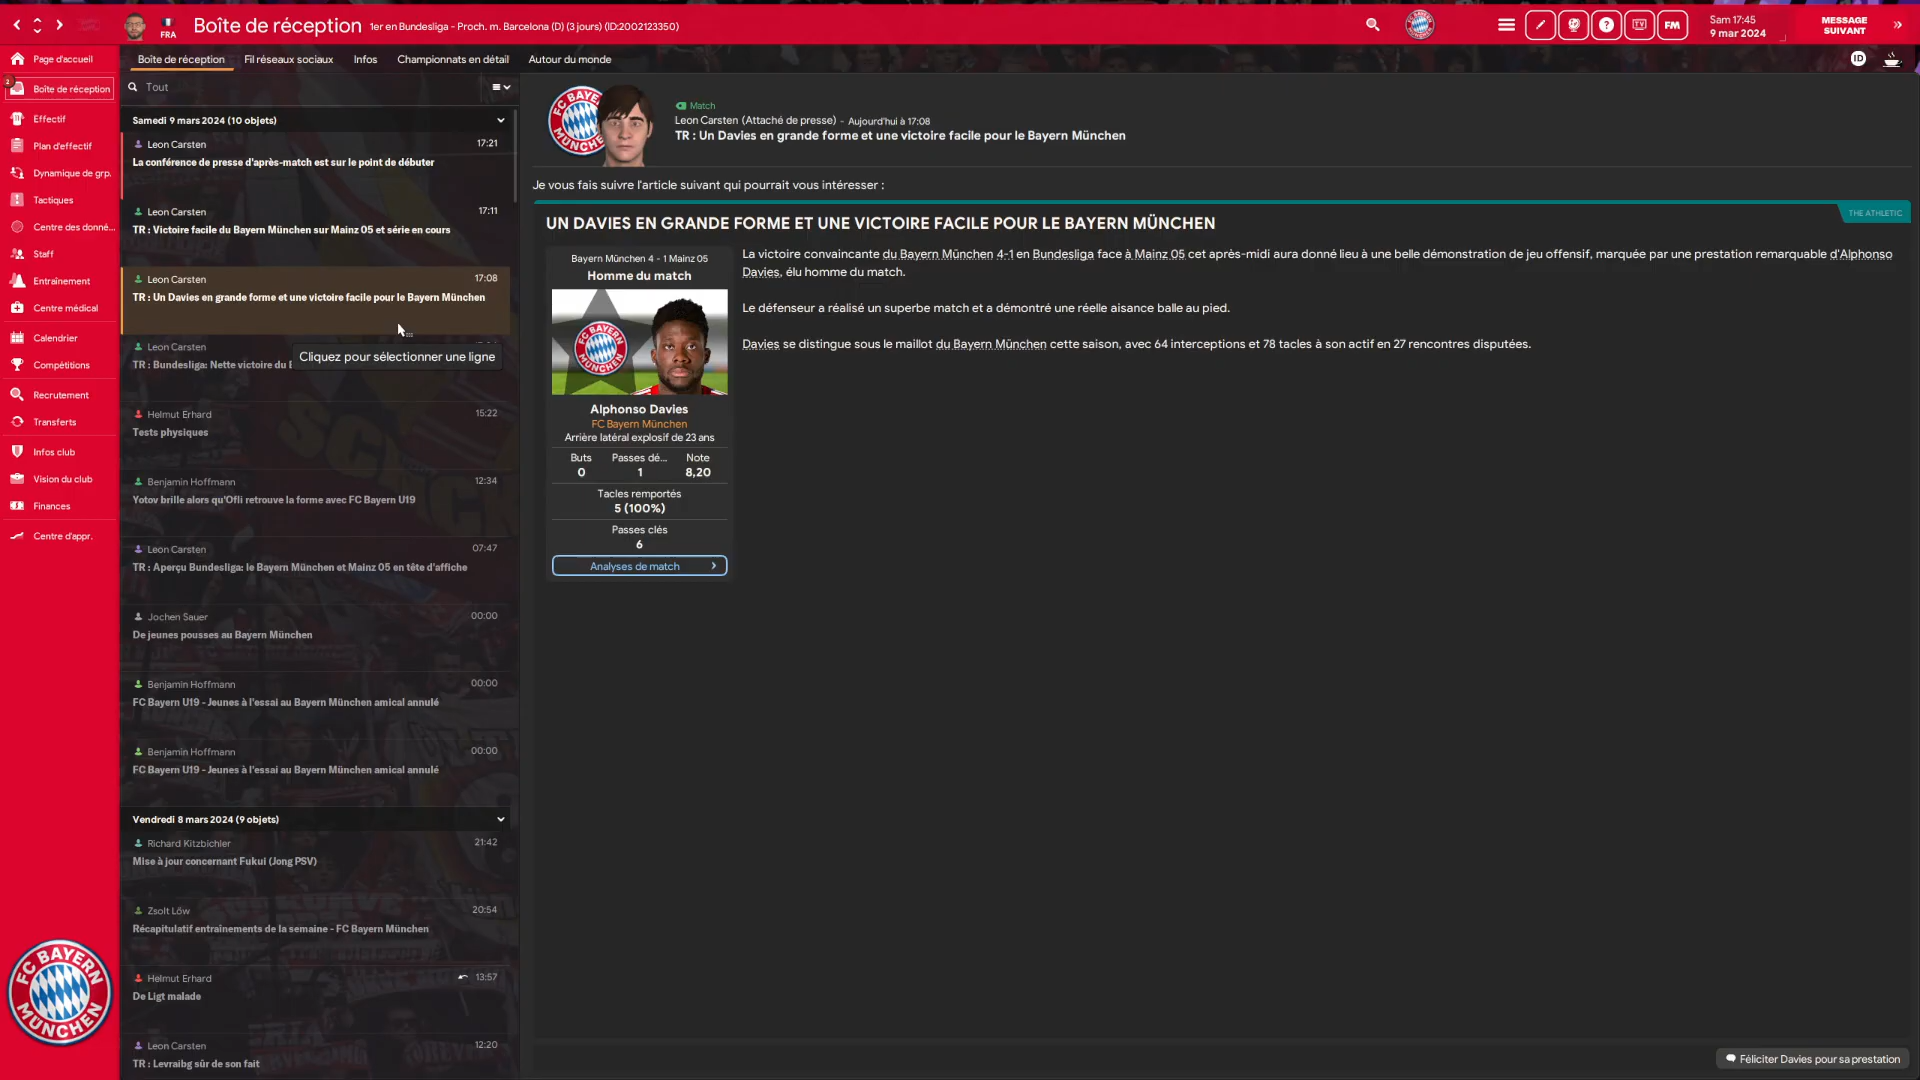 FRA
Boîte de réception
1er en Bundesliga - Proch. m. Barcelona (D) (3 jours) (ID:2002123350)
FM
Sam 17:45
9 mar 2024
MESSAGE
SUIVANT
Page d'accueil
2
Boîte de réception
Effectif
Plan d'effectif
Dynamique de grp.
Tactiques
Centre des donné...
Staff
Entraînement
Centre médical
Calendrier
Compétitions
Recrutement
Transferts
Infos club
Vision du club
Finances
Centre d'appr.
FC BAYERN
MÜNCHEN
Boîte de réception
Fil réseaux sociaux
Infos
Championnats en détail
Autour du monde
ID
Tout
Samedi 9 mars 2024 (10 objets)
Leon Carsten 17:21
La conférence de presse d'après-match est sur le point de débuter
Leon Carsten 17:11
TR : Victoire facile du Bayern München sur Mainz 05 et série en cours
Leon Carsten 17:08
TR : Un Davies en grande forme et une victoire facile pour le Bayern München
Leon Carsten
TR : Bundesliga: Nette victoire du
Cliquez pour sélectionner une ligne
Helmut Erhard 15:22
Tests physiques
Benjamin Hoffmann 12:34
Yotov brille alors qu'Ofli retrouve la forme avec FC Bayern U19
Leon Carsten 07:47
TR : Aperçu Bundesliga: le Bayern München et Mainz 05 en tête d'affiche
Jochen Sauer 00:00
De jeunes pousses au Bayern München
Benjamin Hoffmann 00:00
FC Bayern U19 - Jeunes à l'essai au Bayern München amical annulé
Benjamin Hoffmann 00:00
FC Bayern U19 - Jeunes à l'essai au Bayern München amical annulé
Vendredi 8 mars 2024 (9 objets)
Richard Kitzbichler 21:42
Mise à jour concernant Fukui (Jong PSV)
Zsolt Lőw 20:54
Récapitulatif entraînements de la semaine - FC Bayern München
Helmut Erhard 13:57
De Ligt malade
Leon Carsten 12:20
TR : Levraibg sûr de son fait
Match
Leon Carsten (Attaché de presse) - Aujourd'hui à 17:08
TR : Un Davies en grande forme et une victoire facile pour le Bayern München
Je vous fais suivre l'article suivant qui pourrait vous intéresser :
THE ATHLETIC
UN DAVIES EN GRANDE FORME ET UNE VICTOIRE FACILE POUR LE BAYERN MÜNCHEN
Bayern München 4 - 1 Mainz 05
Homme du match
Alphonso Davies
FC Bayern München
Arrière latéral explosif de 23 ans
Buts Passes dé... Note
0 1 8,20
Tacles remportés
5 (100%)
Passes clés
6
Analyses de match
La victoire convaincante du Bayern München 4-1 en Bundesliga face à Mainz 05 cet après-midi aura donné lieu à une belle démonstration de jeu offensif, marquée par une prestation remarquable d'Alphonso
Davies, élu homme du match.
Le défenseur a réalisé un superbe match et a démontré une réelle aisance balle au pied.
Davies se distingue sous le maillot du Bayern München cette saison, avec 64 interceptions et 78 tacles à son actif en 27 rencontres disputées.
Féliciter Davies pour sa prestation